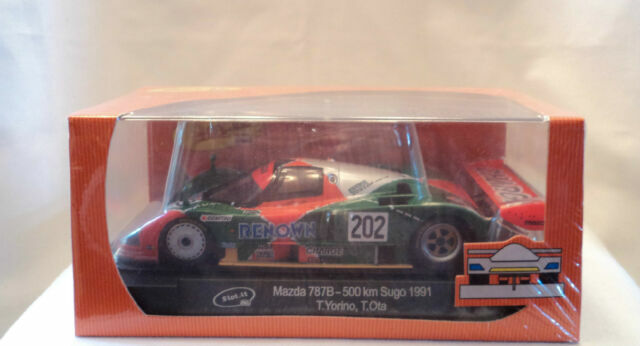 RENOWN
202
CHARGE
Slot.it
Mazda 787B - 500 km Sugo 1991
T.Yorino, T.Ota